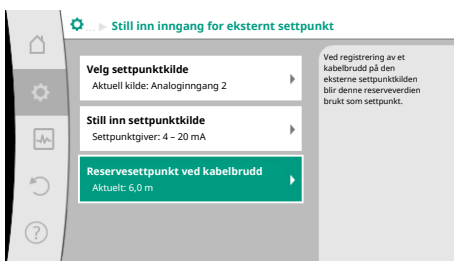 ... Still inn inngang for eksternt settpunkt
Velg settpunktkilde
Aktuell kilde: Analoginngang 2
Still inn settpunktkilde
Settpunktgiver: 4 – 20 mA
Reservesettpunkt ved kabelbrudd
Aktuelt: 6,0 m
Ved registrering av et
kabelbrudd på den
eksterne settpunktkilden
blir denne reserveverdien
brukt som settpunkt.
?